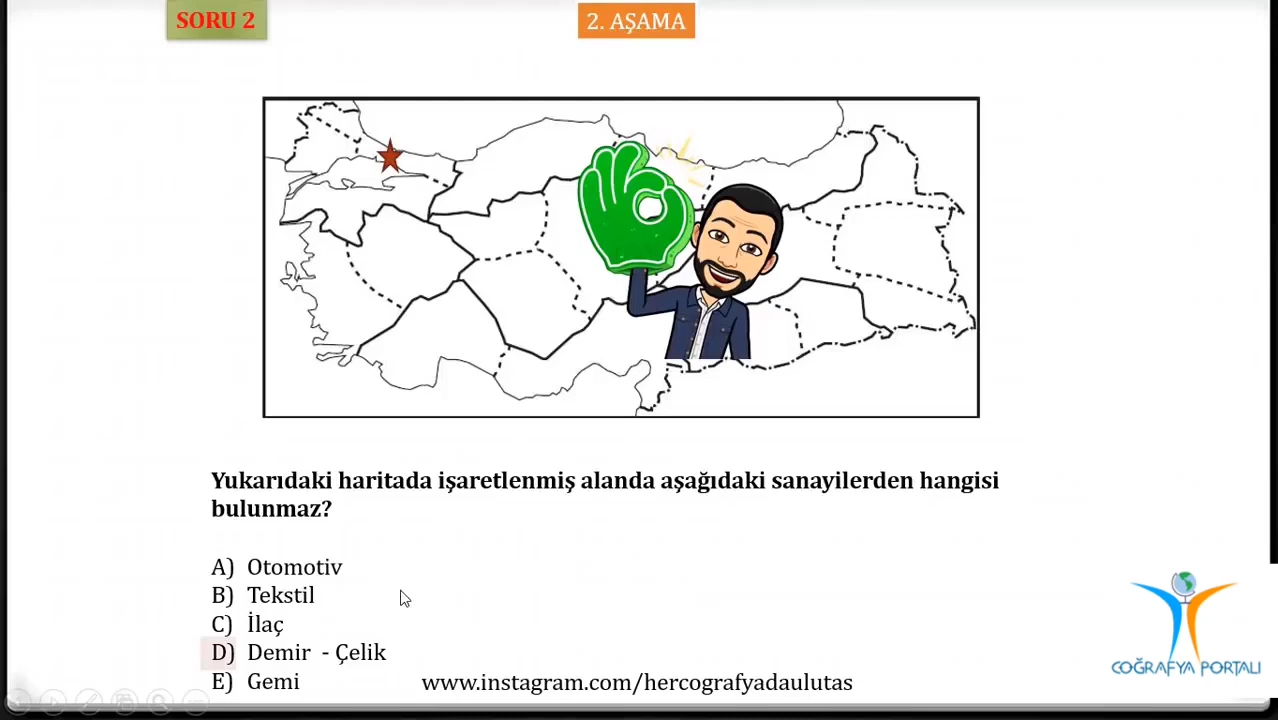 SORU 2
2. AŞAMA
Yukarıdaki haritada işaretlenmiş alanda aşağıdaki sanayilerden hangisi
bulunmaz?
A) Otomotiv
B) Tekstil
C) İlaç
D) Demir - Çelik
E) Gemi
www.instagram.com/hercografyadaulutas
COĞRAFYA PORTALI